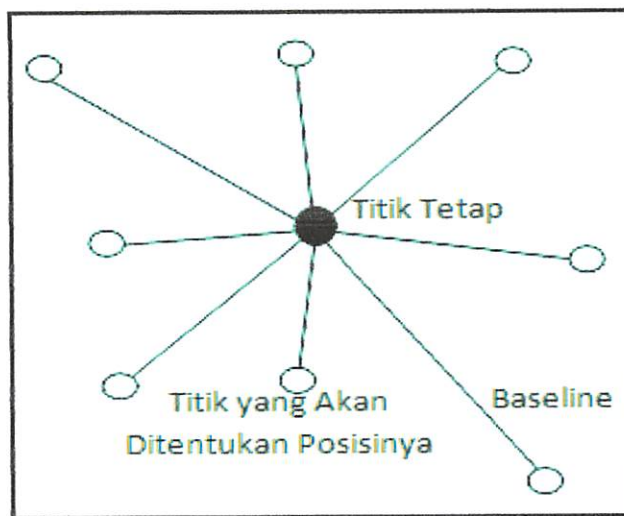 Titik Tetap
Titik yang Akan
Ditentukan Posisinya
Baseline